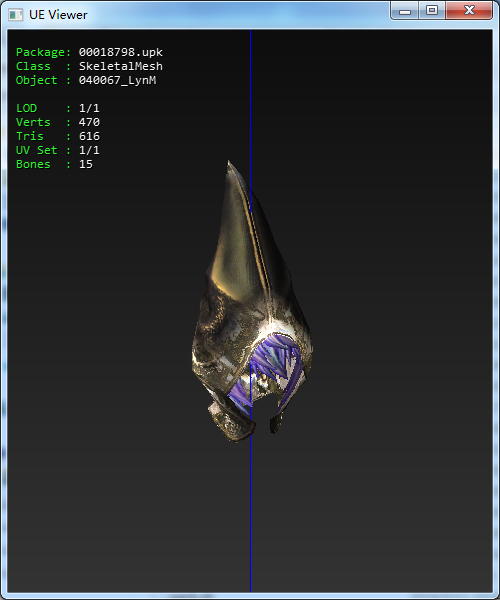 UE Viewer
Package: 00018798.upk
Class : SkeletalMesh
Object : 040067_LynM
LOD : 1/1
Verts : 470
Tris : 616
UV Set : 1/1
Bones : 15